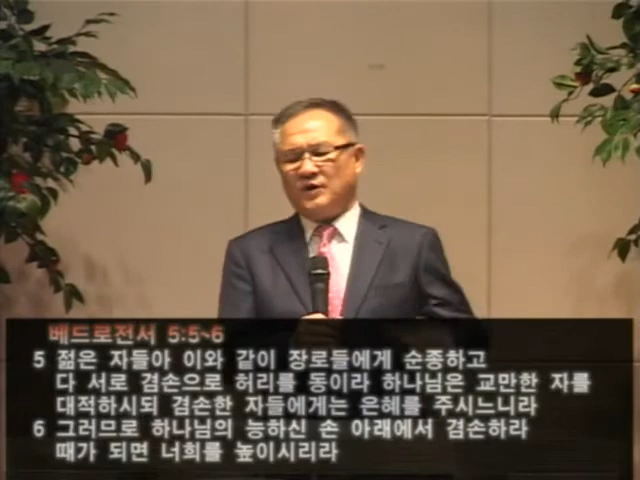 베드로전서 5:5~6
5 젊은 자들아 이와 같이 장로들에게 순종하고
다 서로 겸손으로 허리를 동이라 하나님은 교만한 자를
대적하시되 겸손한 자들에게는 은혜를 주시느니라
6 그러므로 하나님의 능하신 손 아래에서 겸손하라
때가 되면 너희를 높이시리라